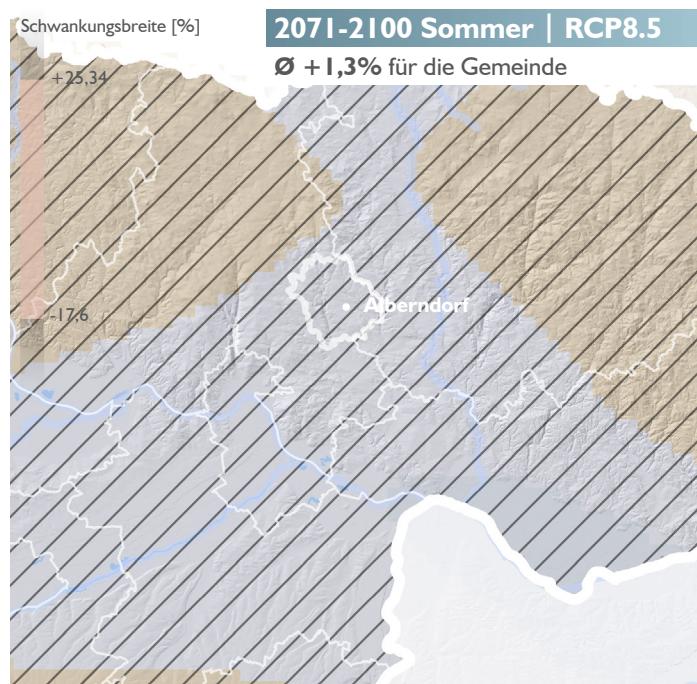 Schwankungsbreite [%]
2071-2100 Sommer | RCP8.5
Ø +1,3% für die Gemeinde
+25,34
-17,6
Alberndorf